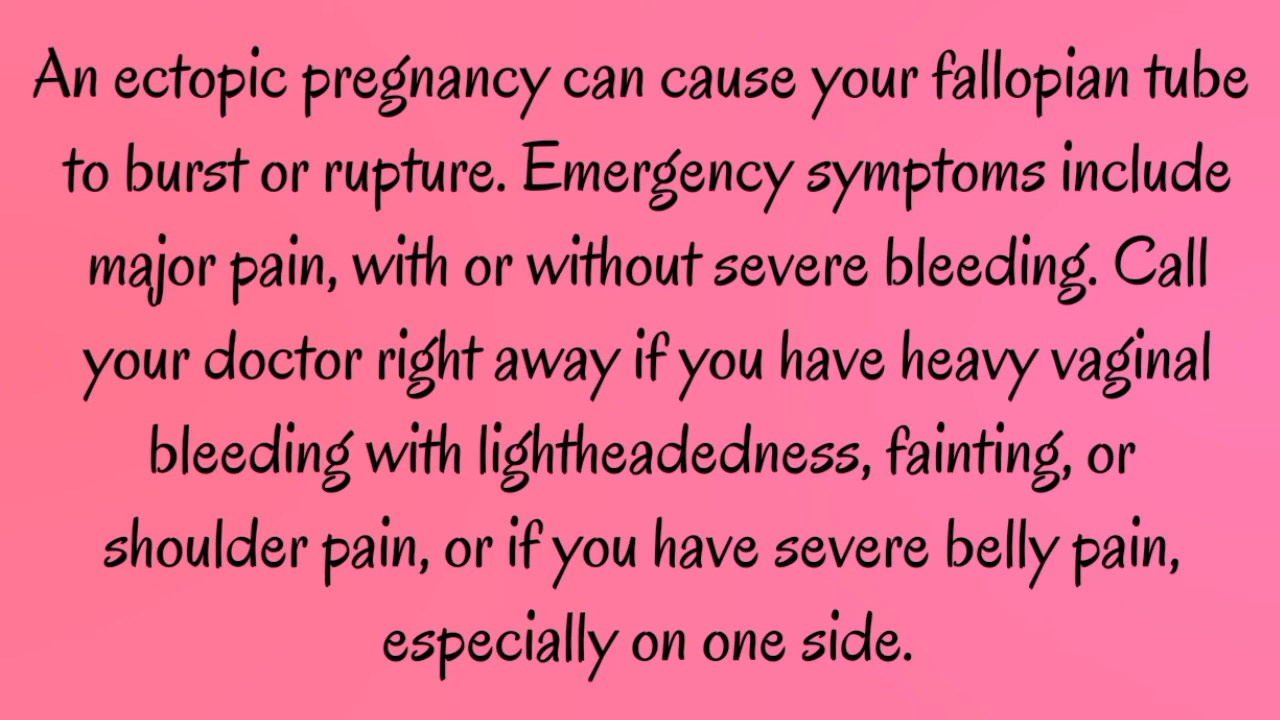 An ectopic pregnancy can cause your fallopian tube
to burst or rupture. Emergency symptoms include
major pain, with or without severe bleeding. Call
your doctor right away if you have heavy vaginal
bleeding with lightheadedness, fainting, or
shoulder pain, or if you have severe belly pain,
especially on one side.